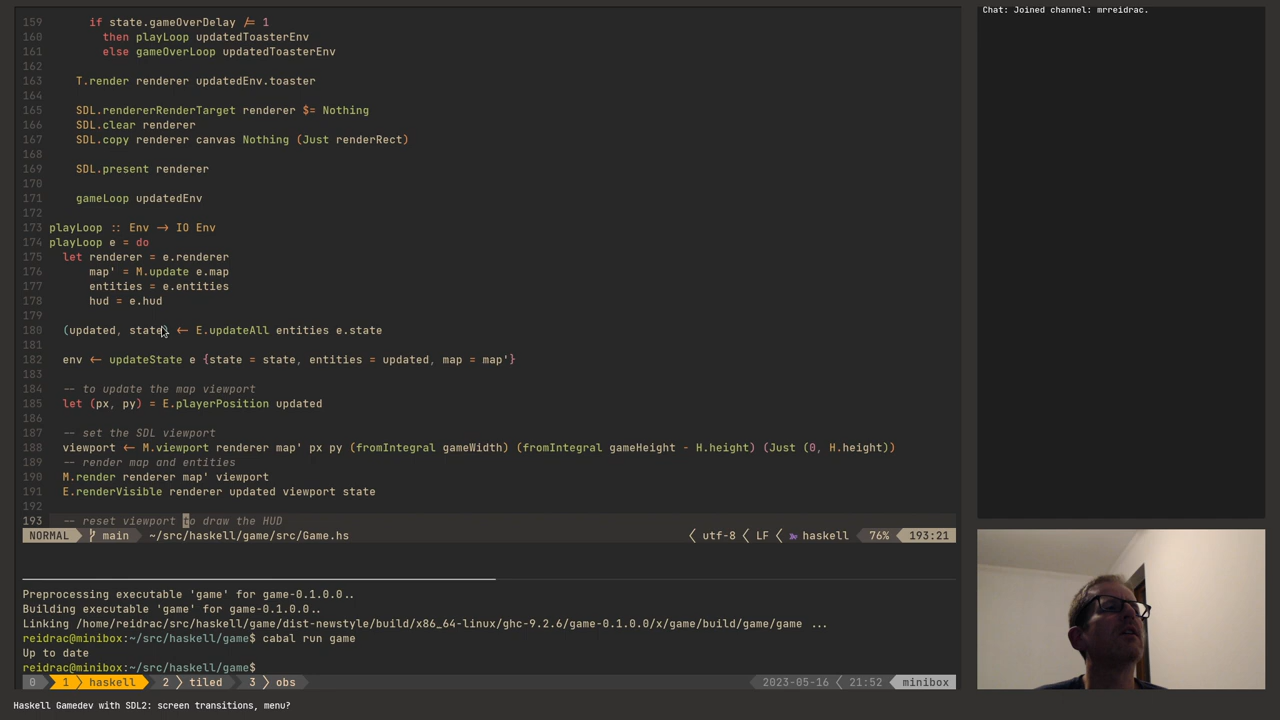 159 if state.gameOverDelay /= 1
160 then playLoop updatedToasterEnv
161 else gameOverLoop updatedToasterEnv
162
163 T.render renderer updatedEnv.toaster
164
165 SDL.rendererRenderTarget renderer $= Nothing
166 SDL.clear renderer
167 SDL.copy renderer canvas Nothing (Just renderRect)
168
169 SDL.present renderer
170
171 gameLoop updatedEnv
172
173 playLoop :: Env -> IO Env
174 playLoop e = do
175 let renderer = e.renderer
176 map' = M.update e.map
177 entities = e.entities
178 hud = e.hud
179
180 (updated, state) <- E.updateAll entities e.state
181
182 env <- updateState e {state = state, entities = updated, map = map'}
183
184 -- to update the map viewport
185 let (px, py) = E.playerPosition updated
186
187 -- set the SDL viewport
188 viewport <- M.viewport renderer map' px py (fromIntegral gameWidth) (fromIntegral gameHeight - H.height) (Just (0, H.height))
189 -- render map and entities
190 M.render renderer map' viewport
191 E.renderVisible renderer updated viewport state
192
193 -- reset viewport to draw the HUD
NORMAL main ~/src/haskell/game/src/Game.hs utf-8 LF haskell 76% 193:21
Preprocessing executable 'game' for game-0.1.0.0..
Building executable 'game' for game-0.1.0.0..
Linking /home/reidrac/src/haskell/game/dist-newstyle/build/x86_64-linux/ghc-9.2.6/game-0.1.0.0/x/game/build/game/game ...
reidrac@minibox:~/src/haskell/game$ cabal run game
Up to date
reidrac@minibox:~/src/haskell/game$
0 1 haskell 2 tiled 3 obs 2023-05-16 21:52 minibox
Haskell Gamedev with SDL2: screen transitions, menu?
Chat: Joined channel: mrreidrac.